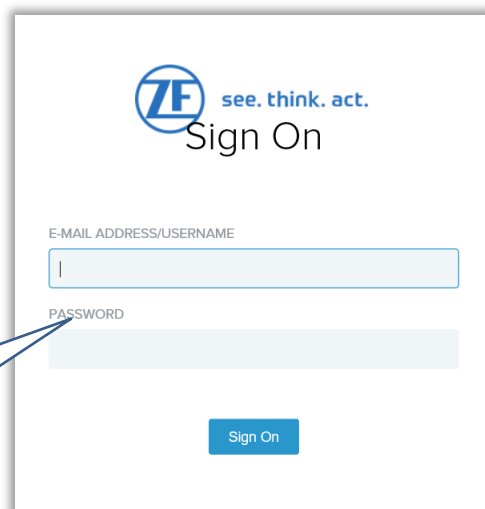 ZF see. think. act.
Sign On
E-MAIL ADDRESS/USERNAME
PASSWORD
Sign On